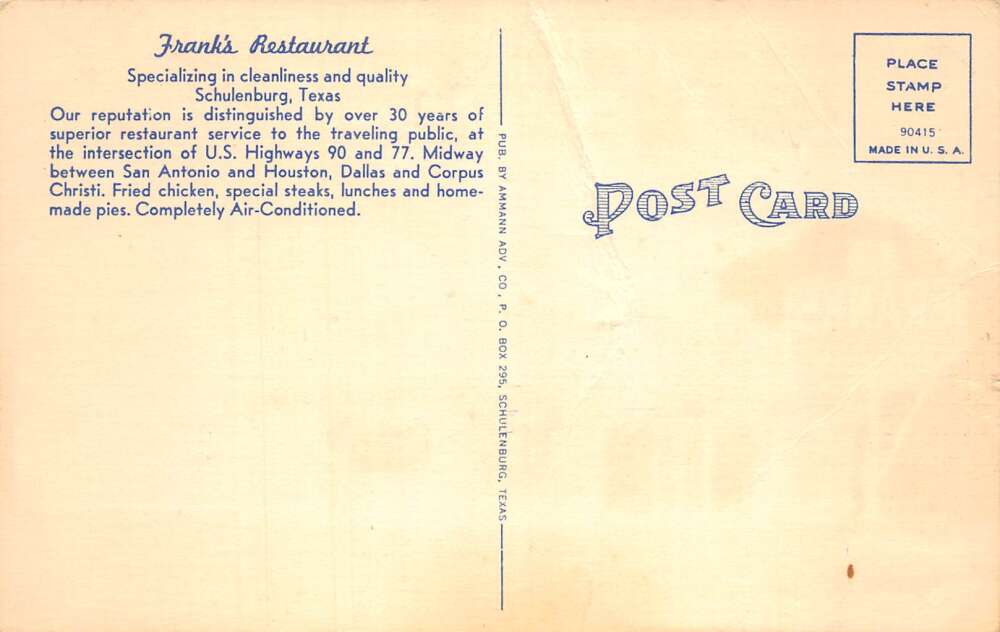 Frank's Restaurant
Specializing in cleanliness and quality
Schulenburg, Texas
Our reputation is distinguished by over 30 years of
superior restaurant service to the traveling public, at
the intersection of U.S. Highways 90 and 77. Midway
between San Antonio and Houston, Dallas and Corpus
Christi. Fried chicken, special steaks, lunches and home-
made pies. Completely Air-Conditioned.
PUB. BY AMMANN ADV. CO., P. O. BOX 295, SCHULENBURG, TEXAS
POST CARD
PLACE
STAMP
HERE
90415
MADE IN U. S. A.